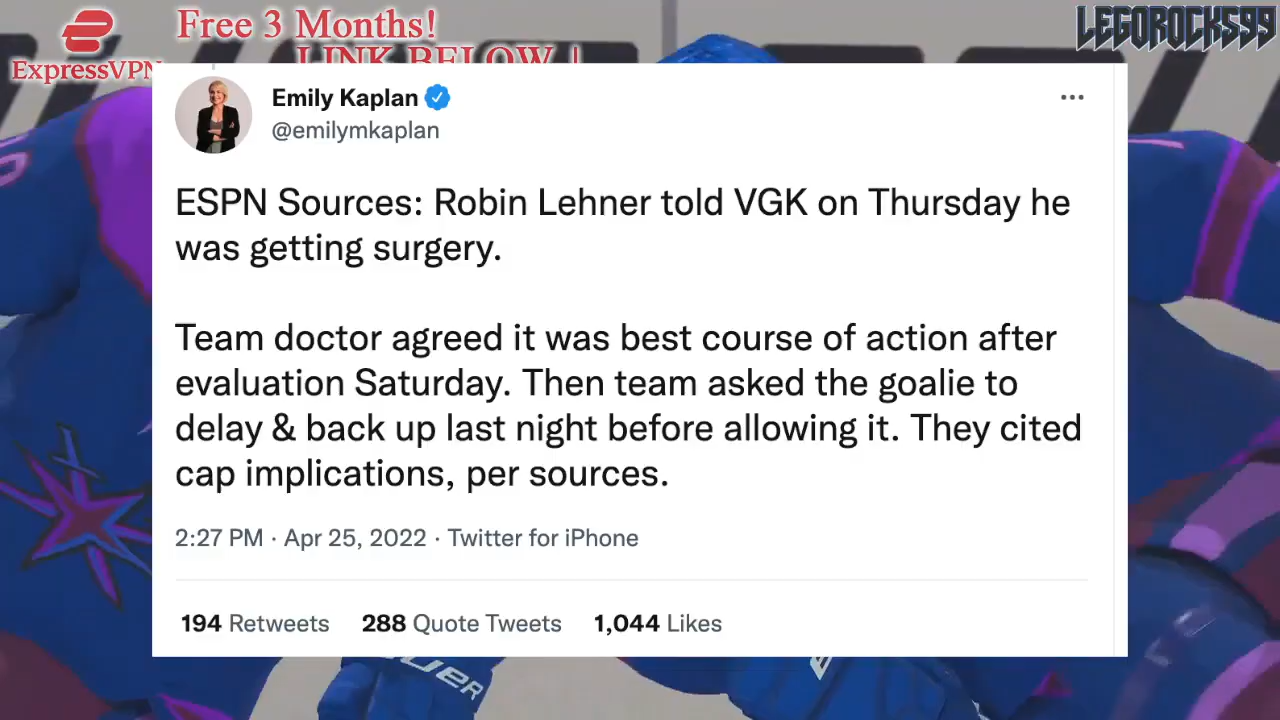 Free 3 Months!
LEGOROCKS99
LINK BELOW ↓
ExpressVPN
Emily Kaplan
@emilymkaplan
ESPN Sources: Robin Lehner told VGK on Thursday he
was getting surgery.
Team doctor agreed it was best course of action after
evaluation Saturday. Then team asked the goalie to
delay & back up last night before allowing it. They cited
cap implications, per sources.
2:27 PM · Apr 25, 2022 · Twitter for iPhone
194 Retweets 288 Quote Tweets 1,044 Likes